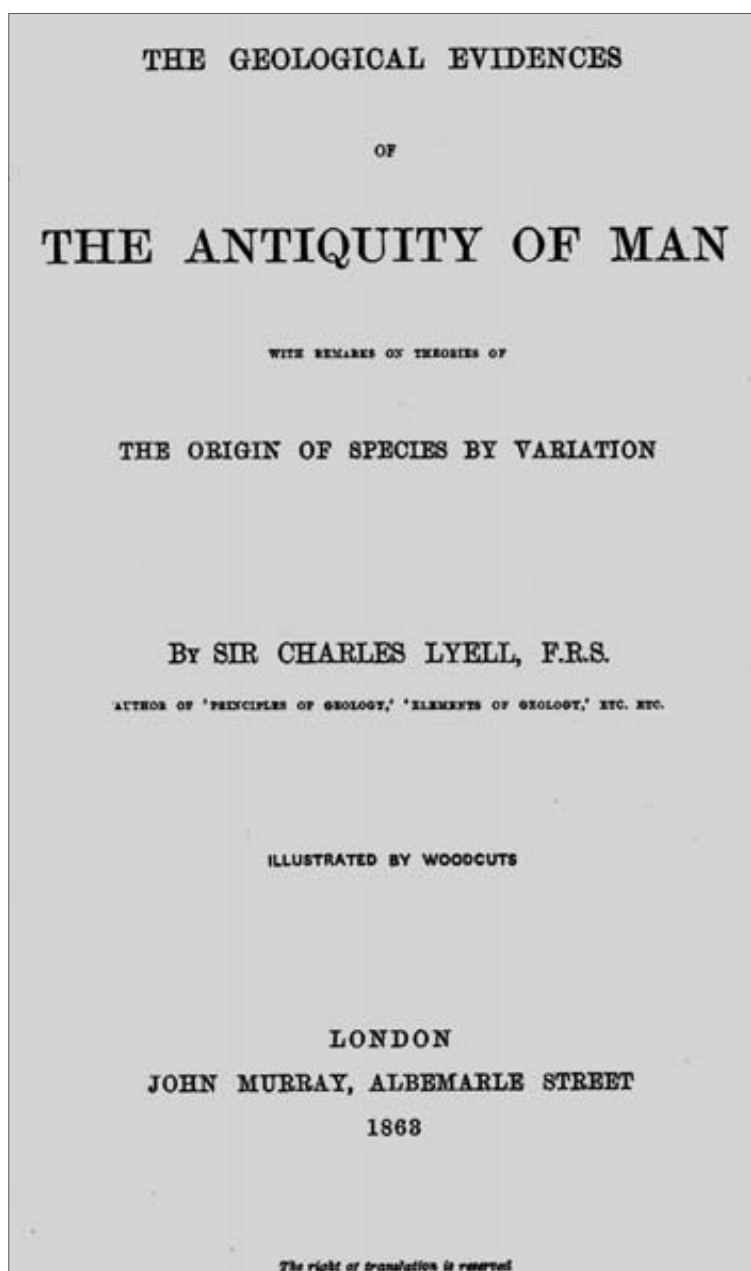 THE GEOLOGICAL EVIDENCES
OF
THE ANTIQUITY OF MAN
WITH REMARKS ON THEORIES OF
THE ORIGIN OF SPECIES BY VARIATION
BY SIR CHARLES LYELL, F.R.S.
AUTHOR OF 'PRINCIPLES OF GEOLOGY,' 'ELEMENTS OF GEOLOGY,' ETC. ETC.
ILLUSTRATED BY WOODCUTS
LONDON
JOHN MURRAY, ALBEMARLE STREET
1863
The right of translation is reserved